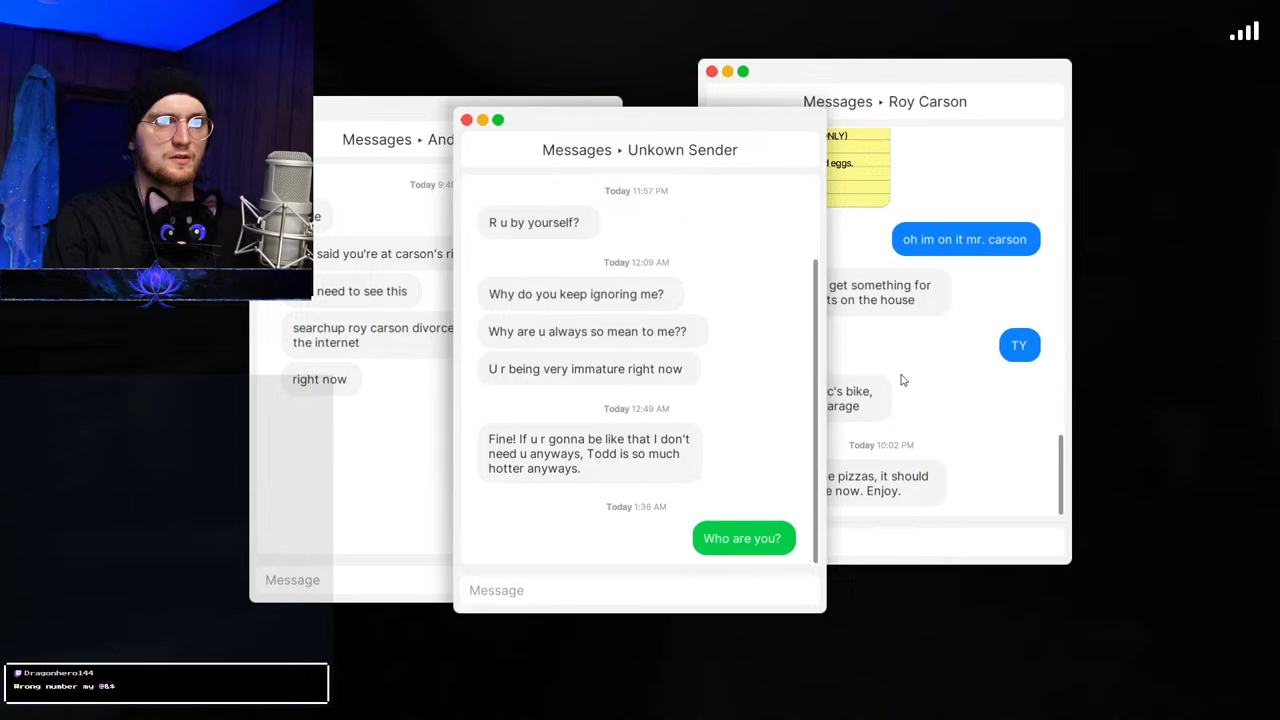 Messages ‣ And
Today 9:4
e
said you're at carson's ri
need to see this
searchup roy carson divorce
the internet
right now
Message
Messages ‣ Unkown Sender
Today 11:57 PM
R u by yourself?
Today 12:09 AM
Why do you keep ignoring me?
Why are u always so mean to me??
U r being very immature right now
Today 12:49 AM
Fine! If u r gonna be like that I don't
need u anyways, Todd is so much
hotter anyways.
Today 1:36 AM
Who are you?
Message
Messages ‣ Roy Carson
NLY)
d eggs.
oh im on it mr. carson
get something for
ts on the house
TY
c's bike,
arage
Today 10:02 PM
e pizzas, it should
e now. Enjoy.
Dragonhero144
Wrong number my @&$